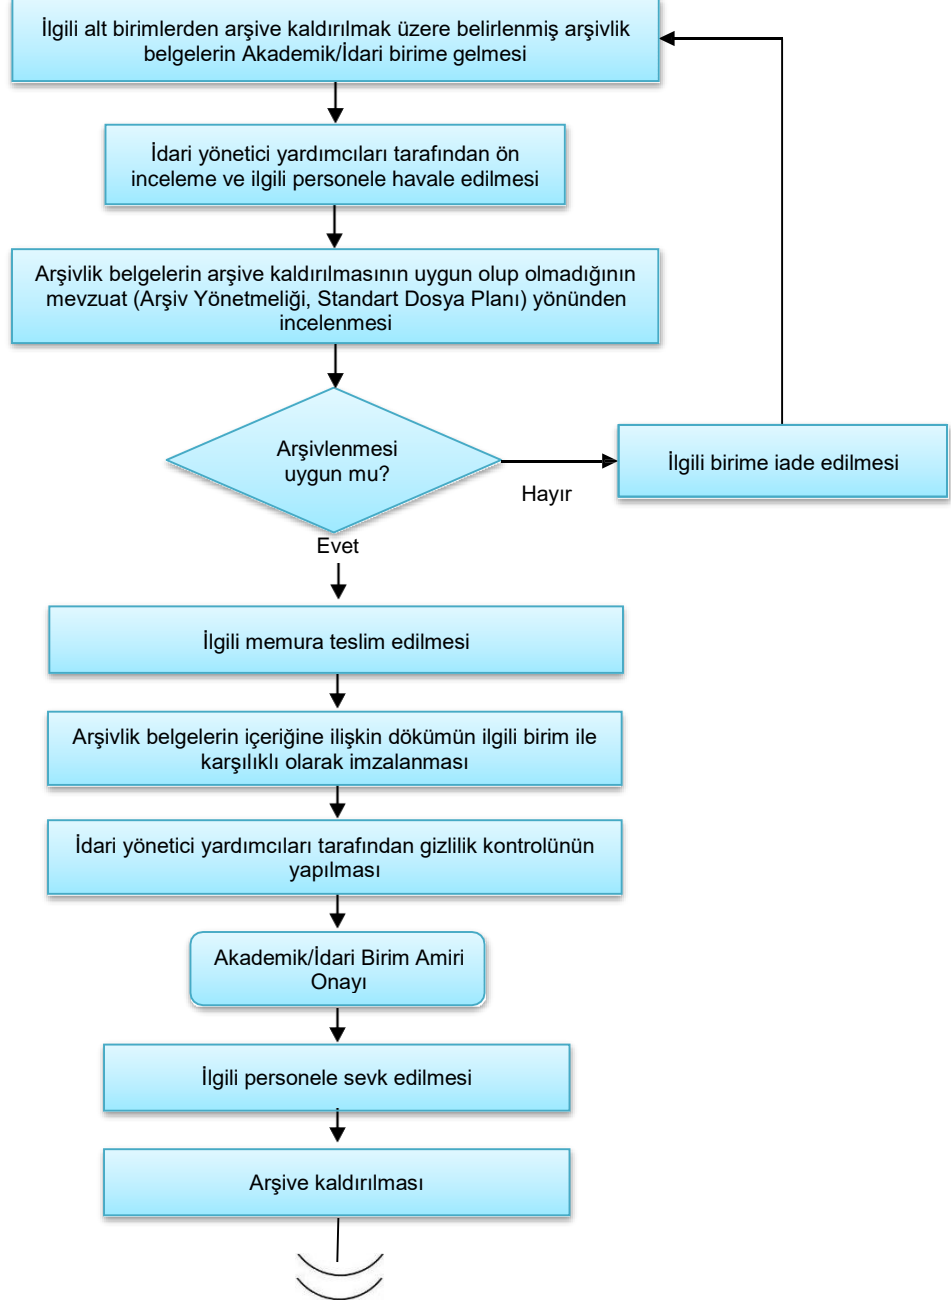 İlgili alt birimlerden arşive kaldırılmak üzere belirlenmiş arşivlik
belgelerin Akademik/İdari birime gelmesi
İdari yönetici yardımcıları tarafından ön
inceleme ve ilgili personele havale edilmesi
Arşivlik belgelerin arşive kaldırılmasının uygun olup olmadığının
mevzuat (Arşiv Yönetmeliği, Standart Dosya Planı) yönünden
incelenmesi
Arşivlenmesi
uygun mu?
İlgili birime iade edilmesi
Hayır
Evet
İlgili memura teslim edilmesi
Arşivlik belgelerin içeriğine ilişkin dökümün ilgili birim ile
karşılıklı olarak imzalanması
İdari yönetici yardımcıları tarafından gizlilik kontrolünün
yapılması
Akademik/İdari Birim Amiri
Onayı
İlgili personele sevk edilmesi
Arşive kaldırılması